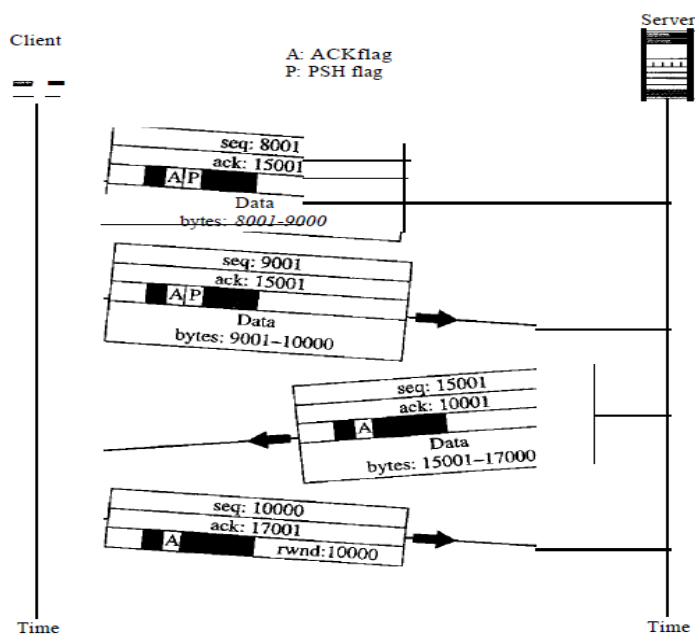 Client
Server
A: ACKflag
P: PSH flag
seq: 8001
ack: 15001
A P
Data
bytes: 8001-9000
seq: 9001
ack: 15001
A P
Data
bytes: 9001–10000
seq: 15001
ack: 10001
A
Data
bytes: 15001–17000
seq: 10000
ack: 17001
A
rwnd:10000
Time
Time